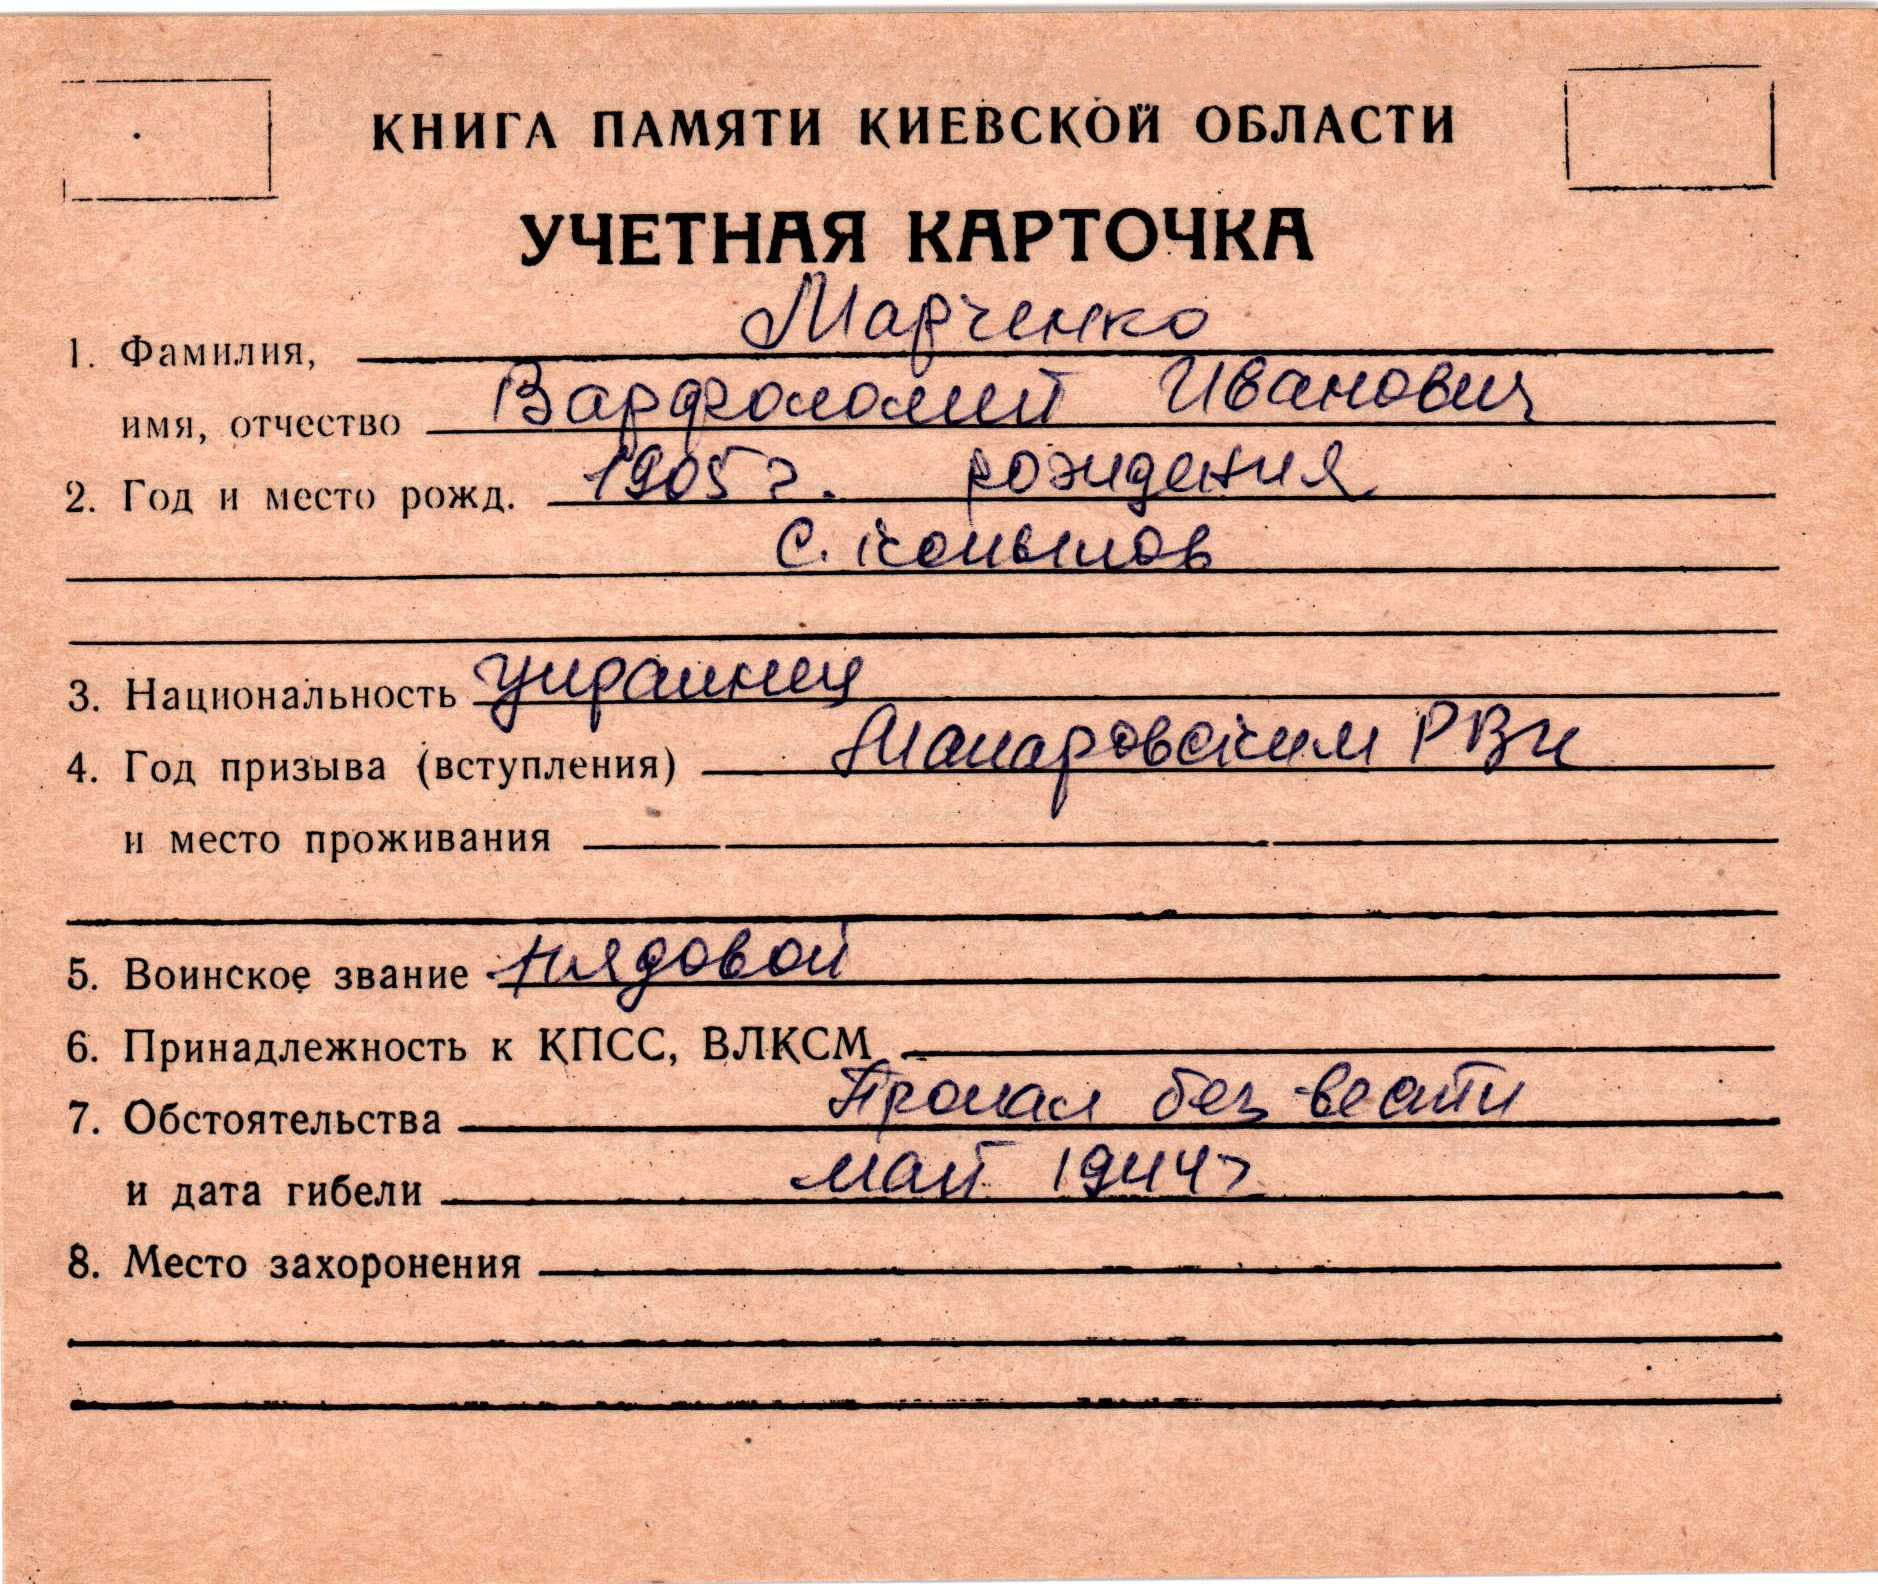 КНИГА ПАМЯТИ КИЕВСКОЙ ОБЛАСТИ
УЧЕТНАЯ КАРТОЧКА
1. Фамилия, Марченко
имя, отчество Варфоломий Иванович
2. Год и место рожд. 1905 г. рождения
с. Копылов
3. Национальность украинец
4. Год призыва (вступления) Макаровским РВК
и место проживания
5. Воинское звание рядовой
6. Принадлежность к КПСС, ВЛКСМ
7. Обстоятельства Пропал без вести
и дата гибели май 1944 г
8. Место захоронения